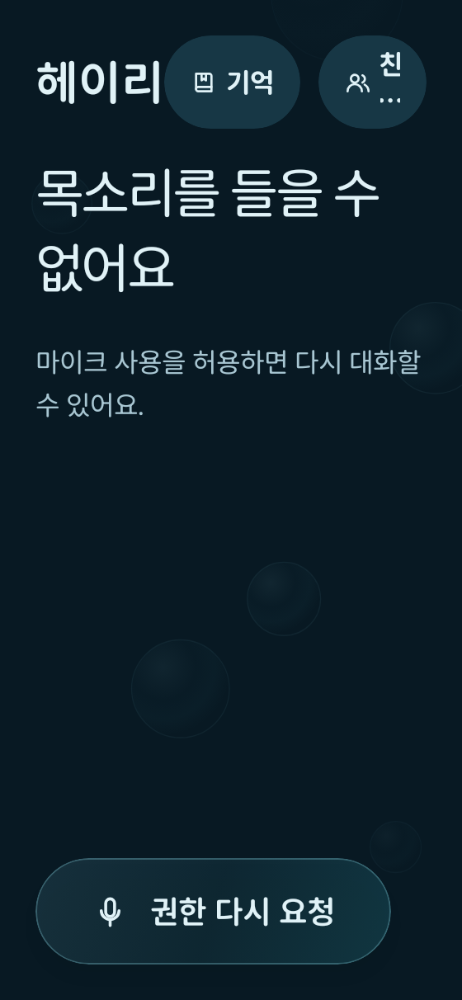 헤이리
기억
친
...
목소리를 들을 수
없어요
마이크 사용을 허용하면 다시 대화할
수 있어요.
권한 다시 요청